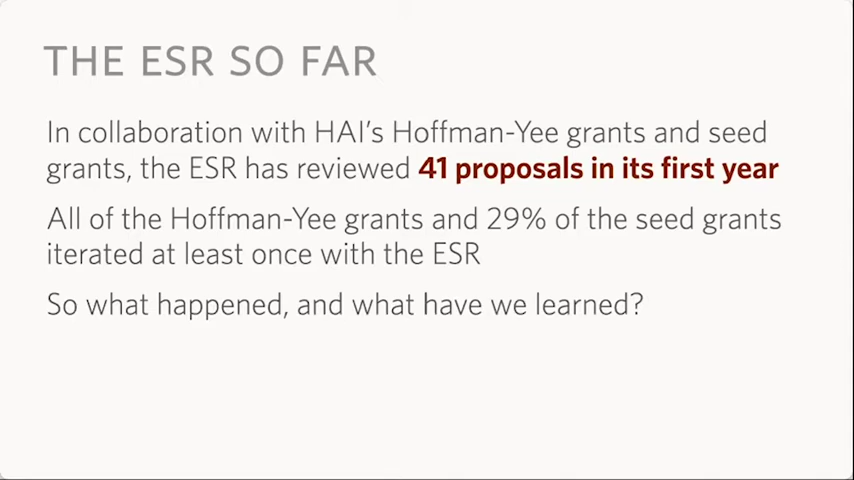 THE ESR SO FAR
In collaboration with HAI's Hoffman-Yee grants and seed
grants, the ESR has reviewed 41 proposals in its first year
All of the Hoffman-Yee grants and 29% of the seed grants
iterated at least once with the ESR
So what happened, and what have we learned?